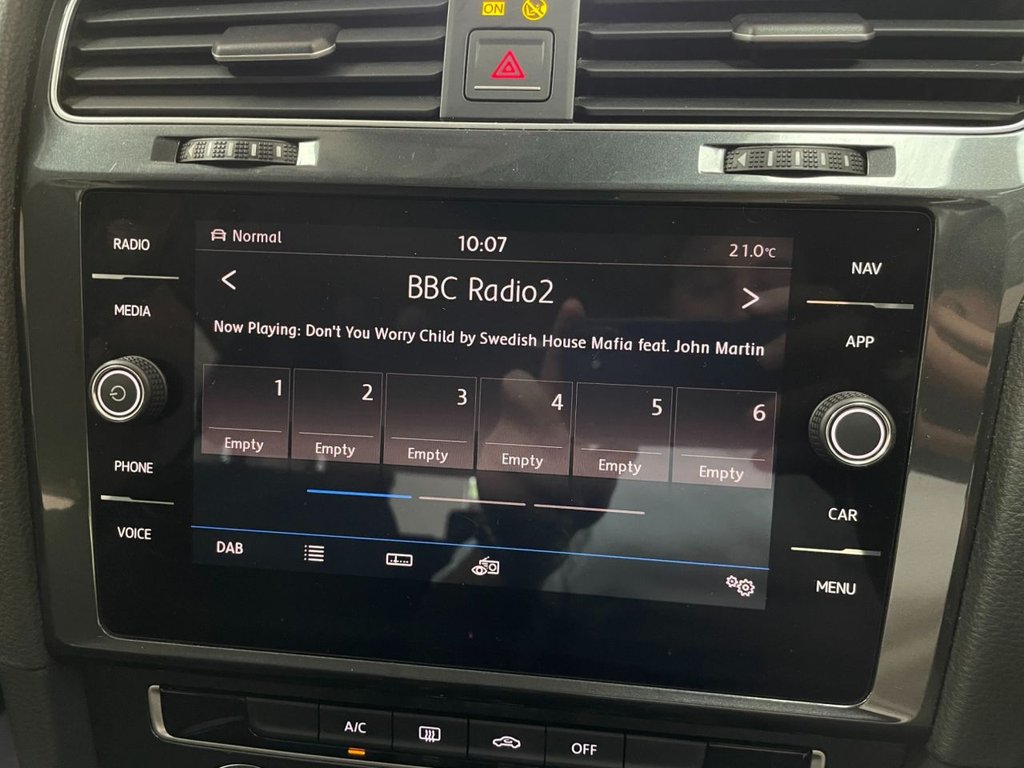 ON
RADIO
MEDIA
PHONE
VOICE
Normal
10:07
21.0°C
BBC Radio2
Now Playing: Don't You Worry Child by Swedish House Mafia feat. John Martin
1 2 3 4 5 6
Empty Empty Empty Empty Empty Empty
DAB
NAV
APP
CAR
MENU
A/C
OFF